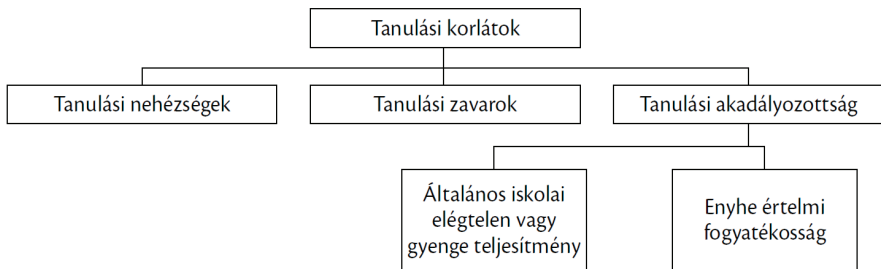 Tanulási korlátok
Tanulási nehézségek
Tanulási zavarok
Tanulási akadályozottság
Általános iskolai
elégtelen vagy
gyenge teljesítmény
Enyhe értelmi
fogyatékosság